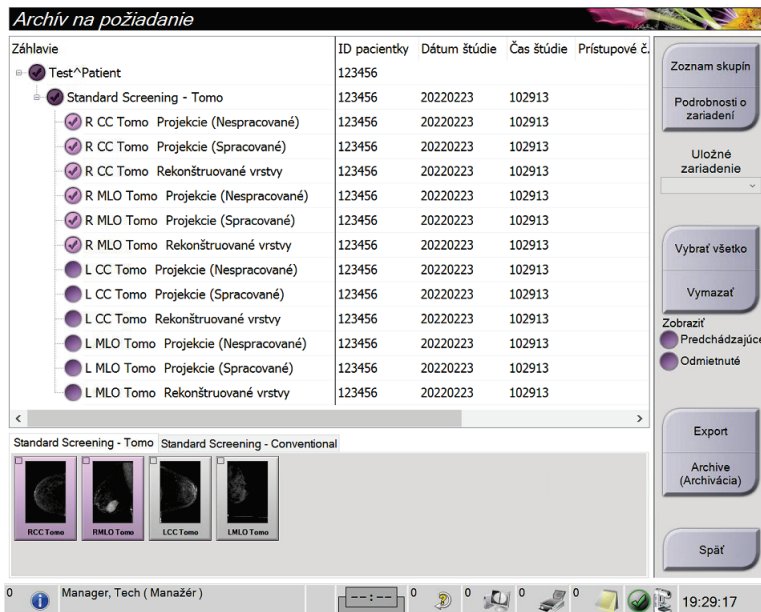 Archív na požiadanie
Záhlavie ID pacientky Dátum štúdie Čas štúdie Prístupové č.
Test^Patient 123456
Standard Screening - Tomo 123456 20220223 102913
R CC Tomo Projekcie (Nespracované) 123456 20220223 102913
R CC Tomo Projekcie (Spracované) 123456 20220223 102913
R CC Tomo Rekonštruované vrstvy 123456 20220223 102913
R MLO Tomo Projekcie (Nespracované) 123456 20220223 102913
R MLO Tomo Projekcie (Spracované) 123456 20220223 102913
R MLO Tomo Rekonštruované vrstvy 123456 20220223 102913
L CC Tomo Projekcie (Nespracované) 123456 20220223 102913
L CC Tomo Projekcie (Spracované) 123456 20220223 102913
L CC Tomo Rekonštruované vrstvy 123456 20220223 102913
L MLO Tomo Projekcie (Nespracované) 123456 20220223 102913
L MLO Tomo Projekcie (Spracované) 123456 20220223 102913
L MLO Tomo Rekonštruované vrstvy 123456 20220223 102913
Standard Screening - Tomo Standard Screening - Conventional
RCC Tomo RMLO Tomo LCC Tomo LMLO Tomo
Zoznam skupín
Podrobnosti o
zariadení
Uložné
zariadenie
Vybrať všetko
Vymazať
Zobraziť
Predchádzajúce
Odmietnuté
Export
Archive
(Archivácia)
Späť
0 Manager, Tech ( Manažér ) --:-- 0 0 0 0 19:29:17